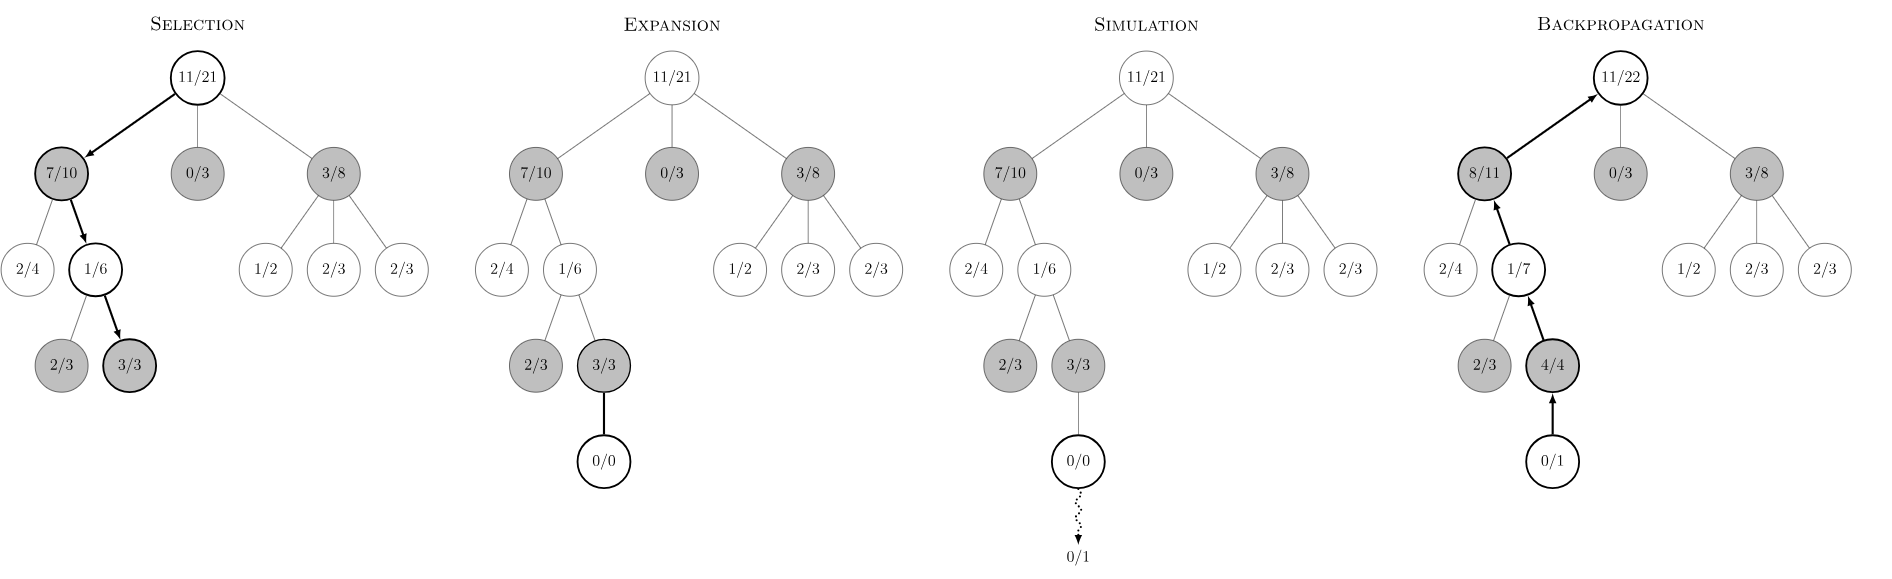 SELECTION EXPANSION SIMULATION BACKPROPAGATION
11/21 11/21 11/21 11/22
7/10 0/3 3/8 7/10 0/3 3/8 7/10 0/3 3/8 8/11 0/3 3/8
2/4 1/6 1/2 2/3 2/3 2/4 1/6 1/2 2/3 2/3 2/4 1/6 1/2 2/3 2/3 2/4 1/7 1/2 2/3 2/3
2/3 3/3 2/3 3/3 2/3 3/3 2/3 4/4
0/0 0/0 0/1
0/1